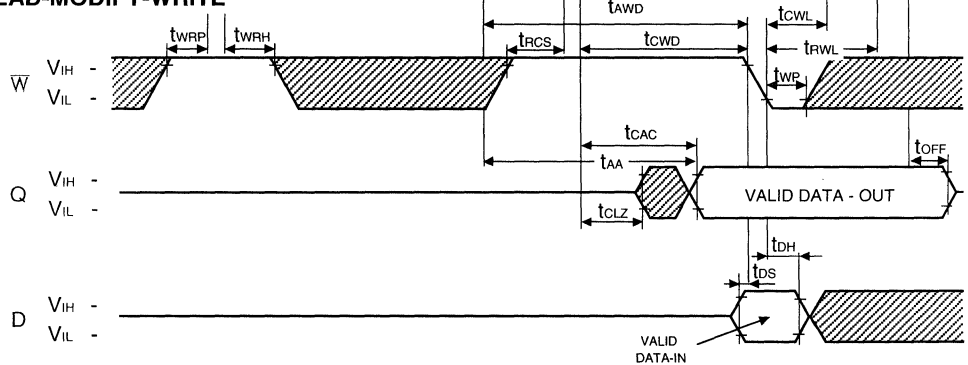 EAD-MODIFY-WRITE
tAWD
tCWL
tWRP
tWRH
tRCS
tCWD
tRWL
W
VIH -
VIL -
tWP
tCAC
tAA
tOFF
Q
VIH -
VIL -
VALID DATA - OUT
tCLZ
tDH
tDS
D
VIH -
VIL -
VALID
DATA-IN